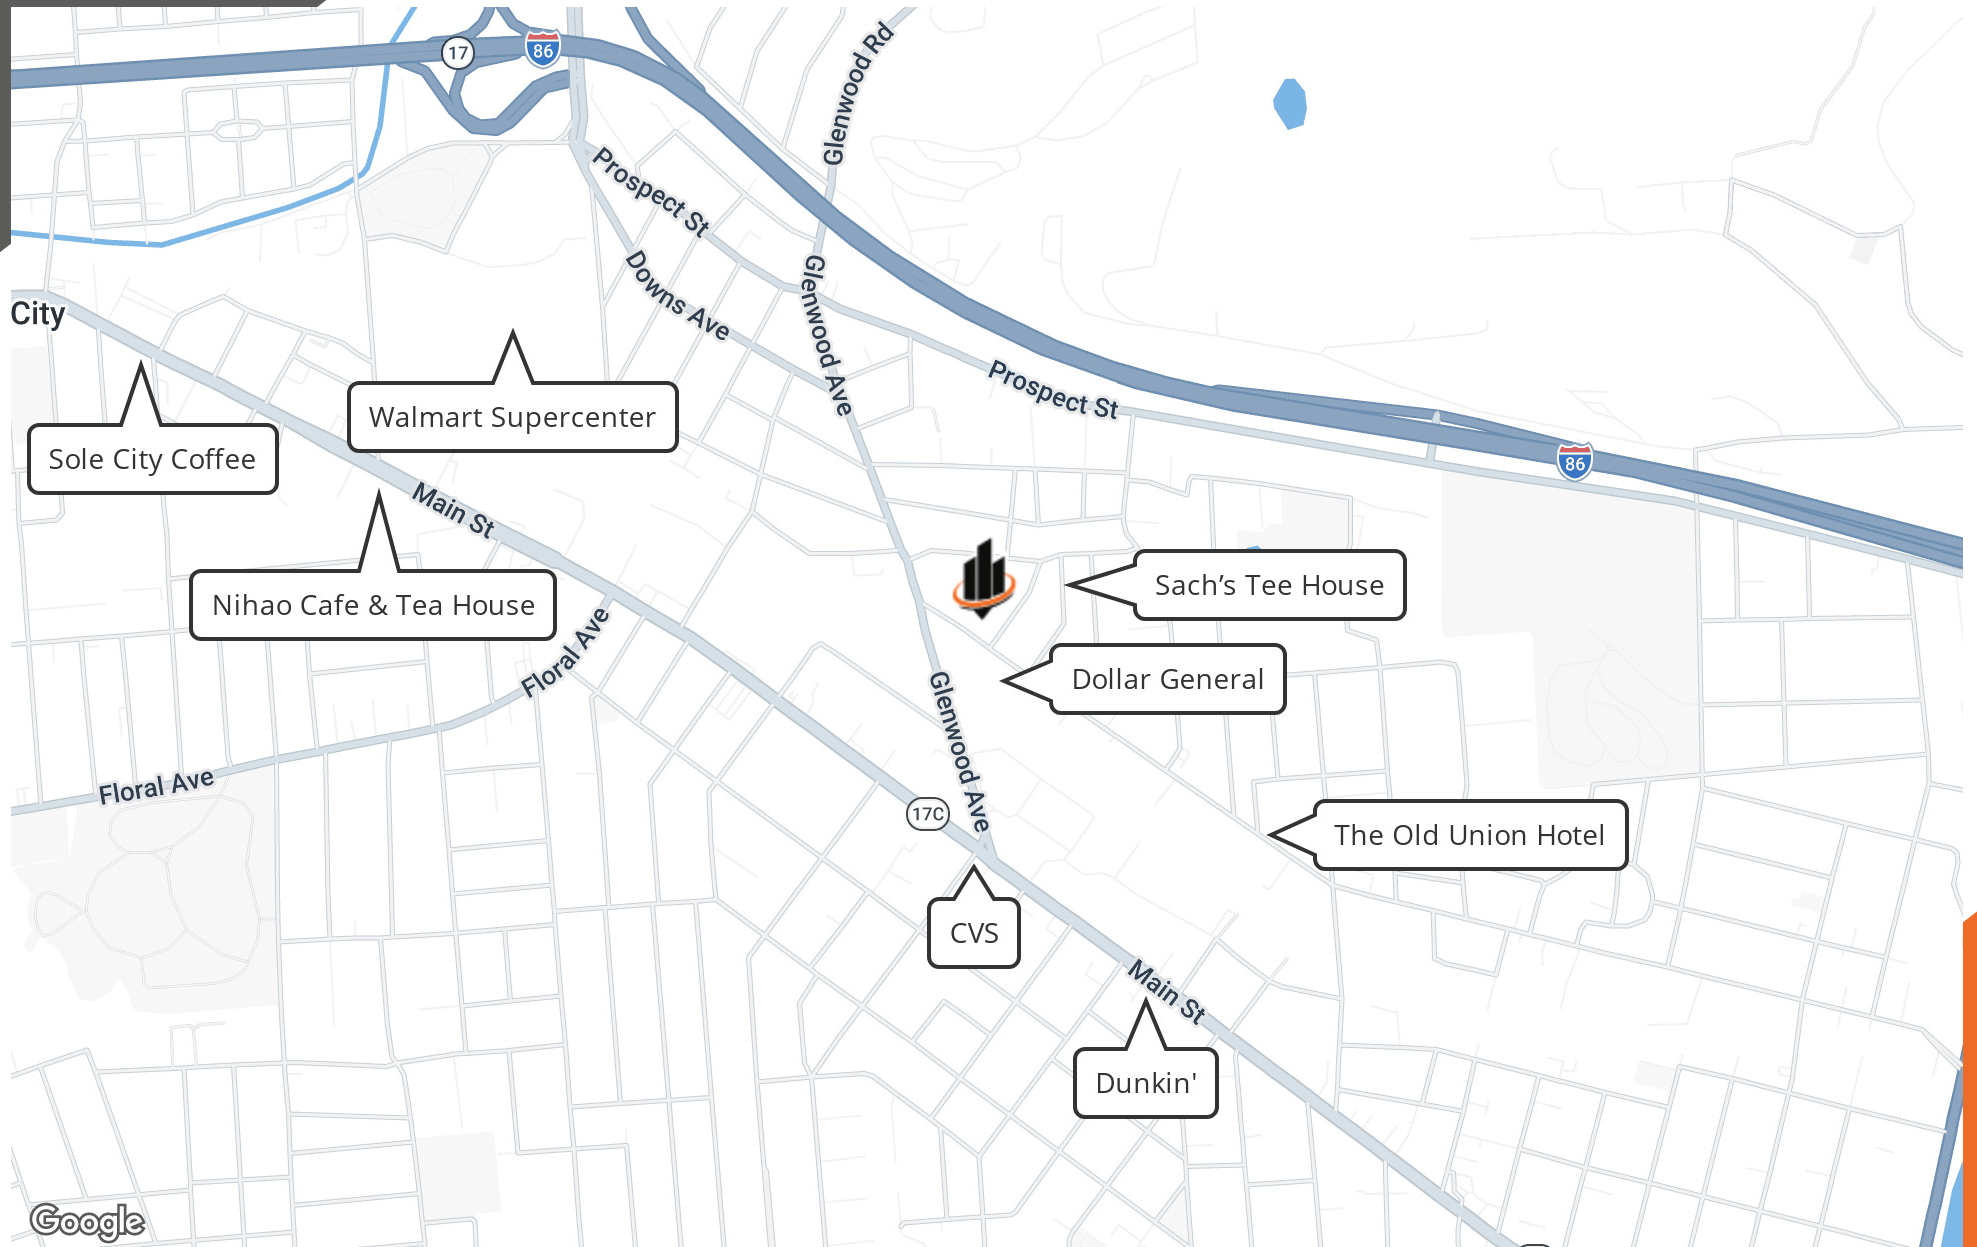 17
86
Glenwood Rd
Prospect St
Downs Ave
Glenwood Ave
City
Prospect St
Walmart Supercenter
Sole City Coffee
86
Main St
Nihao Cafe & Tea House
Sach’s Tee House
Floral Ave
Dollar General
Glenwood Ave
Floral Ave
17C
The Old Union Hotel
CVS
Main St
Dunkin'
Google